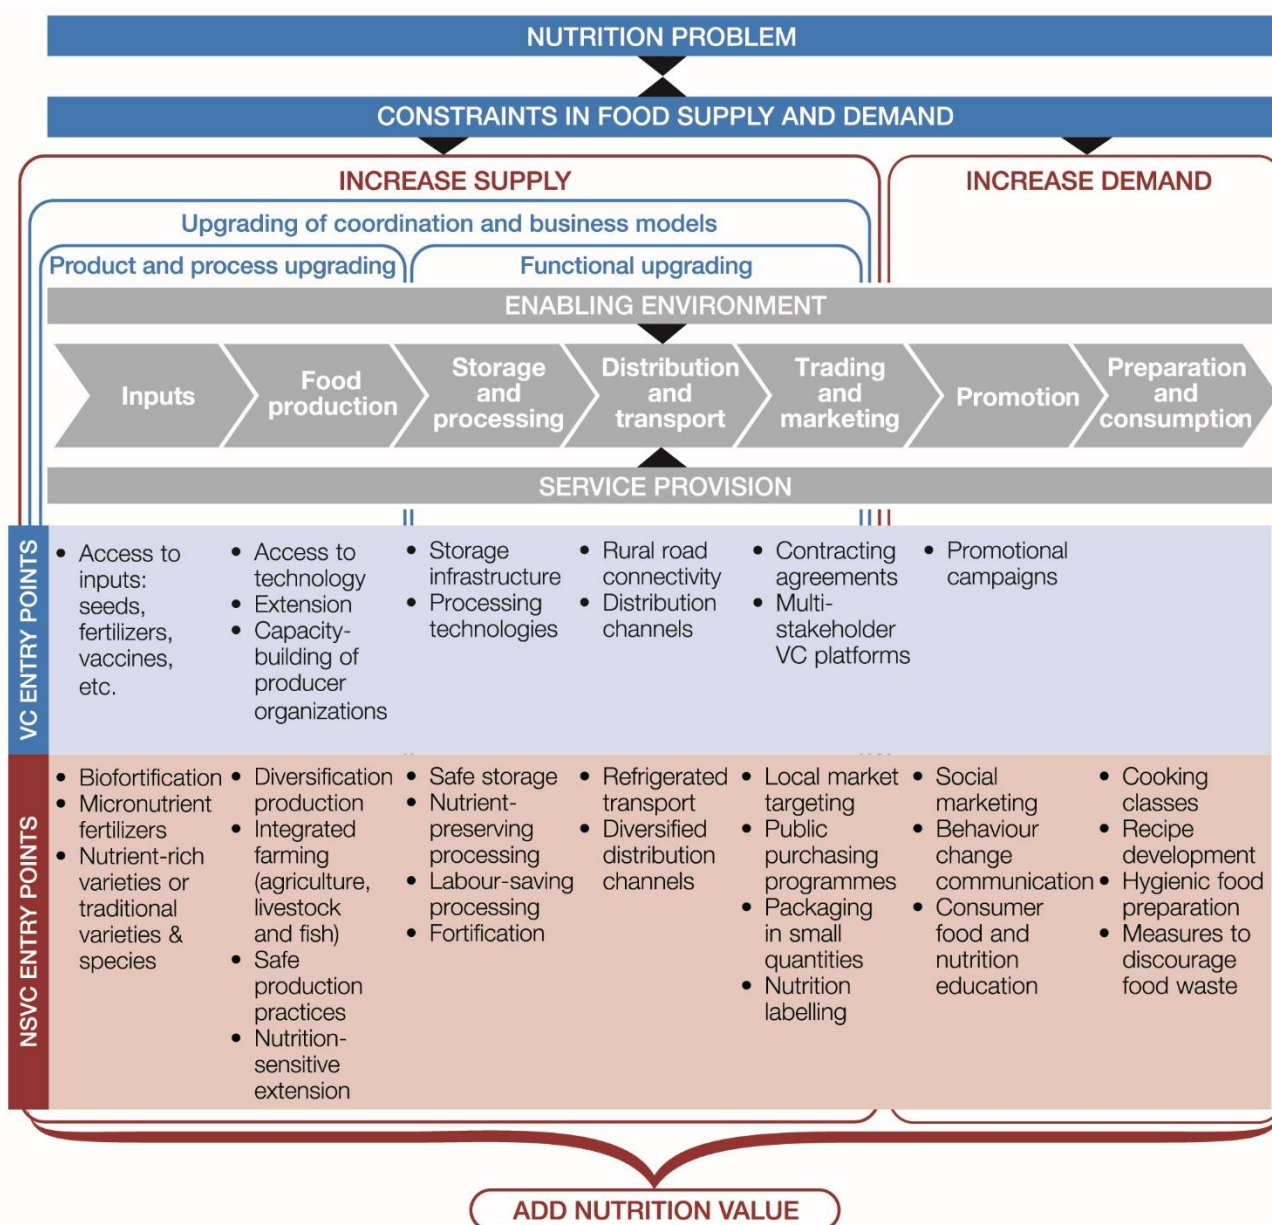 NUTRITION PROBLEM
CONSTRAINTS IN FOOD SUPPLY AND DEMAND
INCREASE SUPPLY
INCREASE DEMAND
Upgrading of coordination and business models
Product and process upgrading
Functional upgrading
ENABLING ENVIRONMENT
Inputs
Food
production
Storage
and
processing
Distribution
and
transport
Trading
and
marketing
Promotion
Preparation
and
consumption
SERVICE PROVISION
VC ENTRY POINTS
• Access to
inputs:
seeds,
fertilizers,
vaccines,
etc.
• Access to
technology
• Extension
• Capacity-
building of
producer
organizations
• Storage
infrastructure
• Processing
technologies
• Rural road
connectivity
• Distribution
channels
• Contracting
agreements
• Multi-
stakeholder
VC platforms
• Promotional
campaigns
NSVC ENTRY POINTS
• Biofortification
• Micronutrient
fertilizers
• Nutrient-rich
varieties or
traditional
varieties &
species
• Diversification
production
• Integrated
farming
(agriculture,
livestock
and fish)
• Safe
production
practices
• Nutrition-
sensitive
extension
• Safe storage
• Nutrient-
preserving
processing
• Labour-saving
processing
• Fortification
• Refrigerated
transport
• Diversified
distribution
channels
• Local market
targeting
• Public
purchasing
programmes
• Packaging
in small
quantities
• Nutrition
labelling
• Social
marketing
• Behaviour
change
communication
• Consumer
food and
nutrition
education
• Cooking
classes
• Recipe
development
• Hygienic food
preparation
• Measures to
discourage
food waste
ADD NUTRITION VALUE